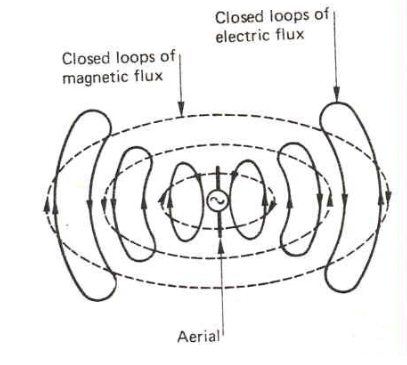 Closed loops of
electric flux
Closed loops of
magnetic flux
Aerial